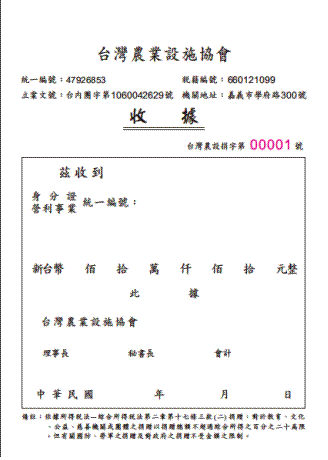 台灣農業設施協會
統一編號：47926853 稅籍編號：660121099
立案文號：台內團字第1060042629號 機關地址：嘉義市學府路300號
收 據
台灣農設捐字第 00001 號
茲收到
身 分 證
營利事業 統一編號：
新台幣 佰 拾 萬 仟 佰 拾 元整
此 據
台灣農業設施協會
理事長 秘書長 會計
中 華 民 國 年 月 日
備註：依據所得稅法—綜合所得稅法第二章第十七條三款(二)捐贈：對於教育、文化
、公益、慈善機關或團體之捐贈以捐贈總額不超過綜合所得之百分之二十為限
。但有關國防、勞軍之捐贈及對政府之捐贈不受金額之限制。